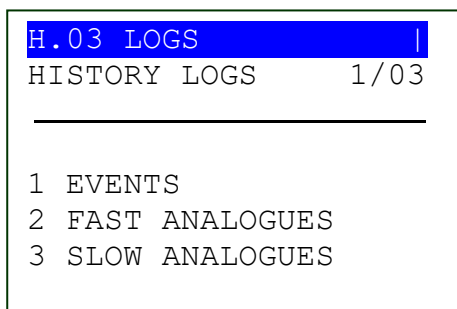 H.03 LOGS |
HISTORY LOGS 1/03
1 EVENTS
2 FAST ANALOGUES
3 SLOW ANALOGUES